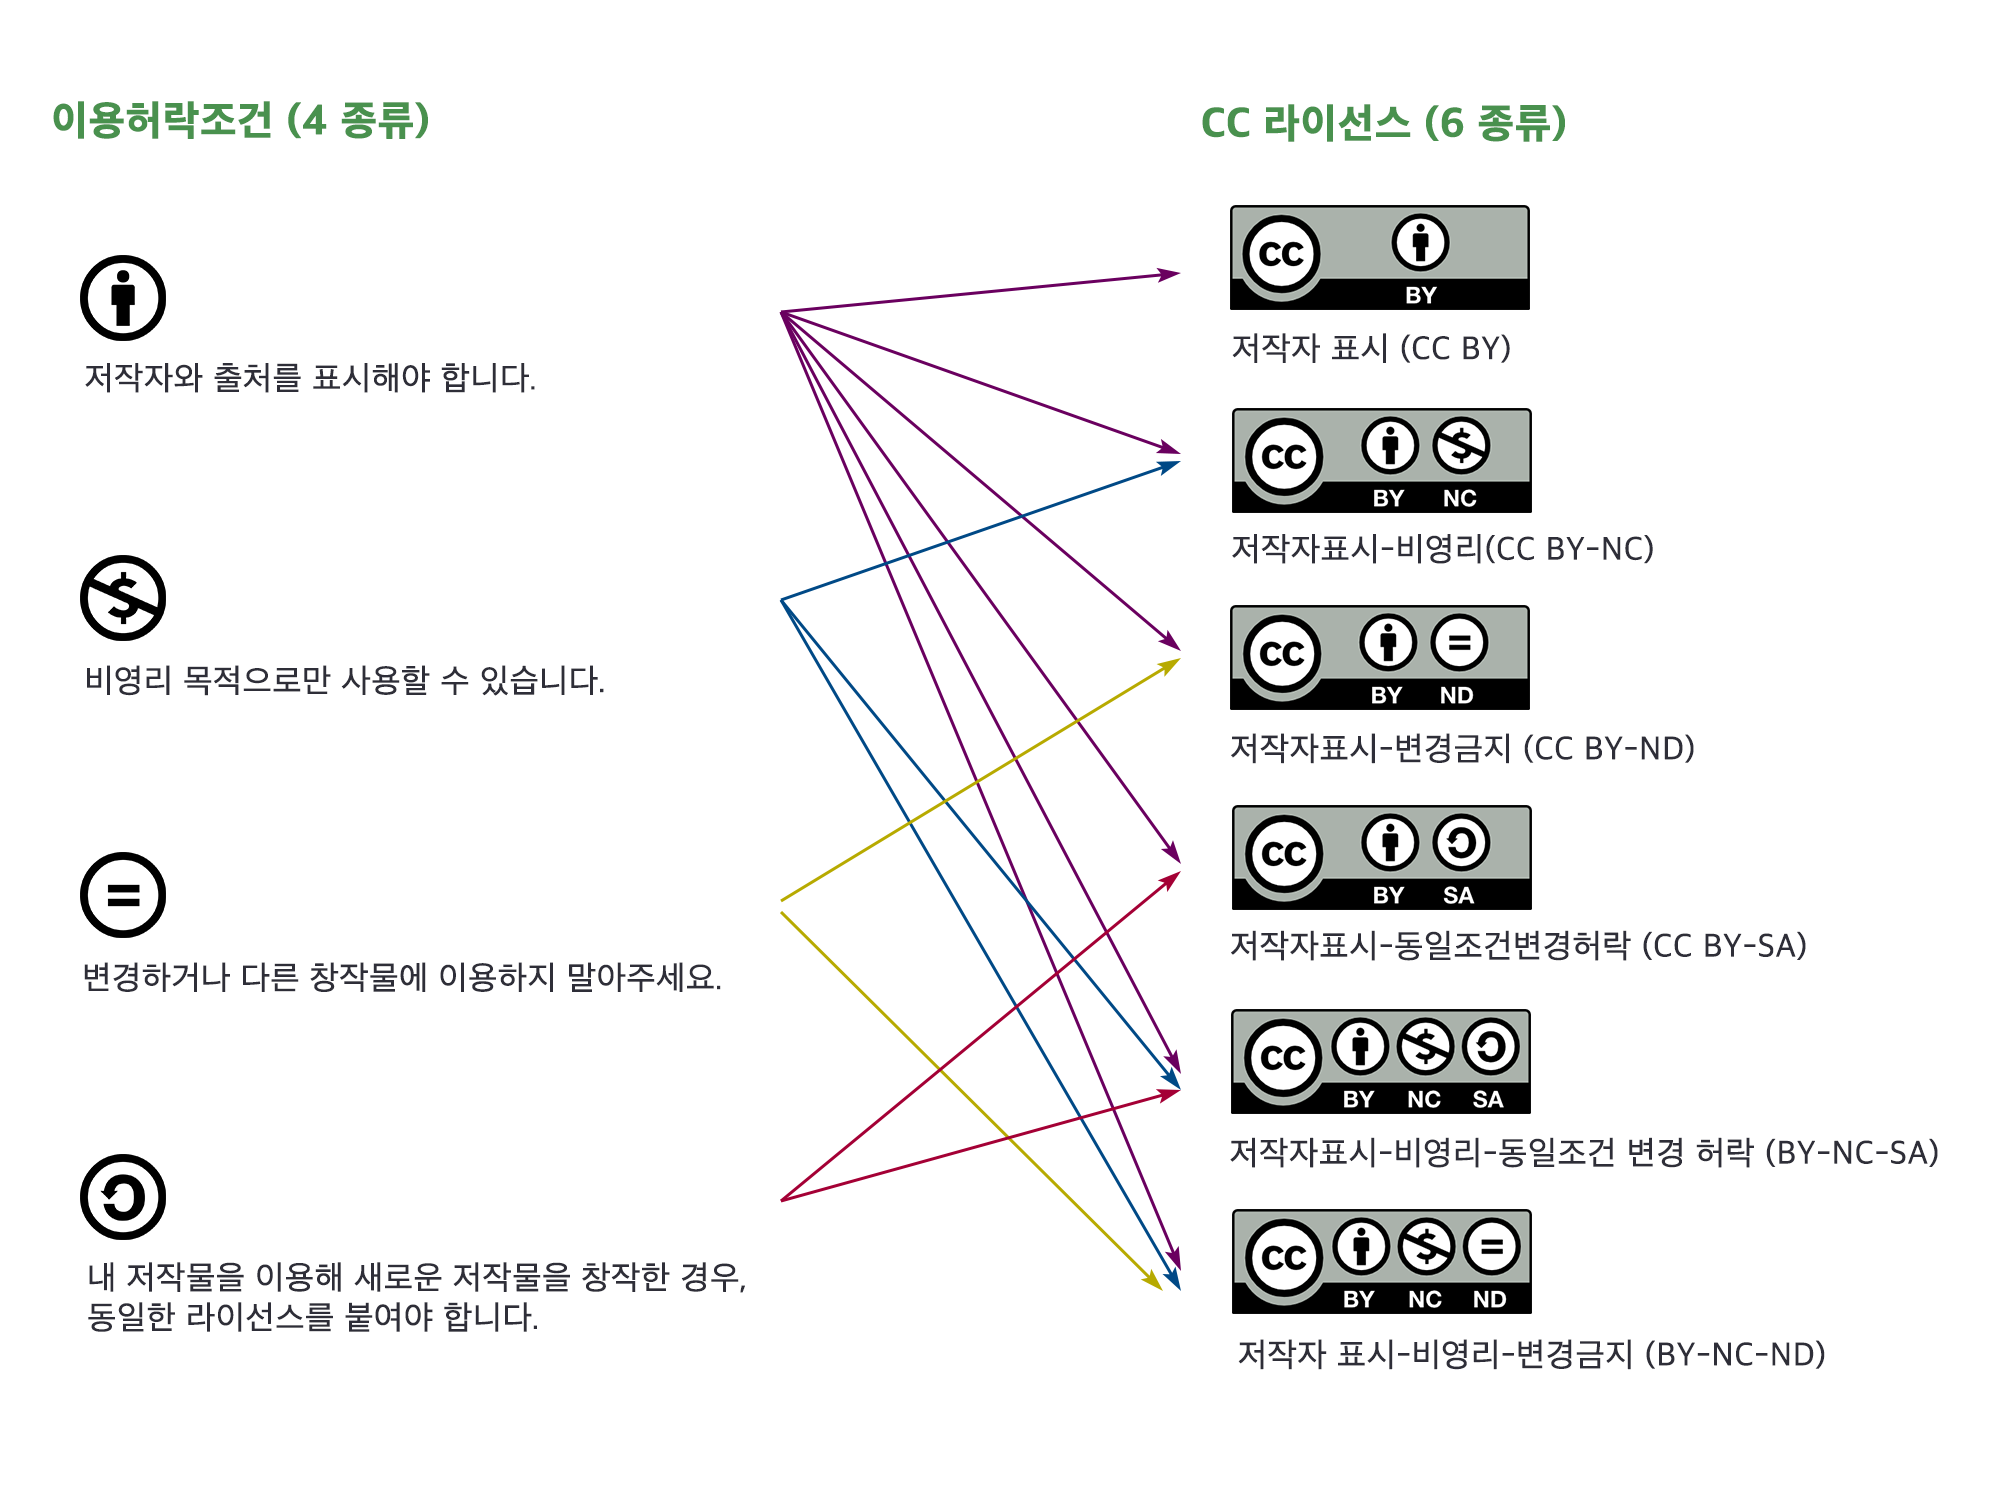 이용허락조건 (4 종류)
저작자와 출처를 표시해야 합니다.
비영리 목적으로만 사용할 수 있습니다.
변경하거나 다른 창작물에 이용하지 말아주세요.
내 저작물을 이용해 새로운 저작물을 창작한 경우,
동일한 라이선스를 붙여야 합니다.
CC 라이선스 (6 종류)
cc
BY
저작자 표시 (CC BY)
cc
BY NC
저작자표시-비영리(CC BY-NC)
cc
BY ND
저작자표시-변경금지 (CC BY-ND)
cc
BY SA
저작자표시-동일조건변경허락 (CC BY-SA)
cc
BY NC SA
저작자표시-비영리-동일조건 변경 허락 (BY-NC-SA)
cc
BY NC ND
저작자 표시-비영리-변경금지 (BY-NC-ND)